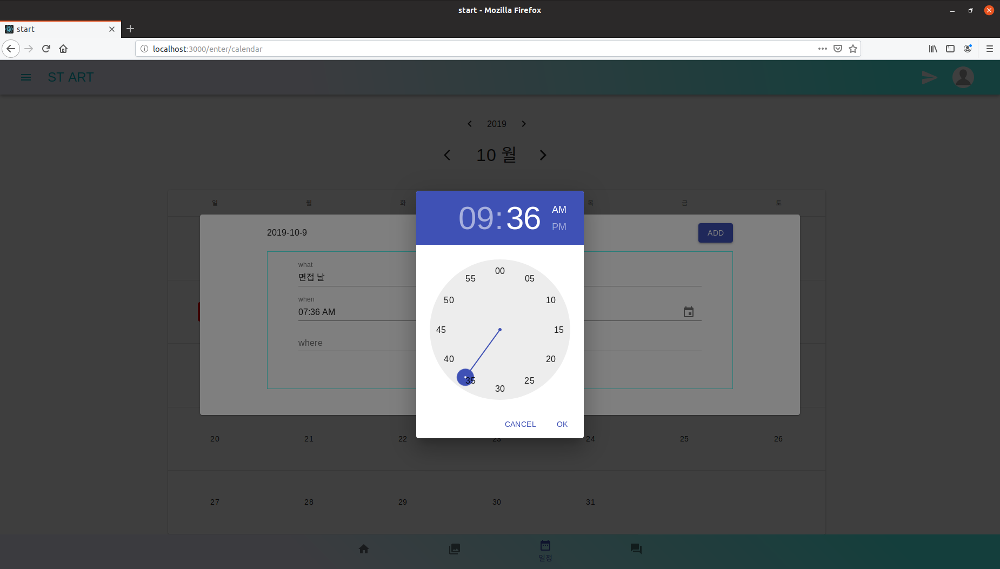 start - Mozilla Firefox
start
localhost:3000/enter/calendar
ST ART
2019
10 월
일 월 화 목 금 토
09:36 AM
PM
2019-10-9
ADD
what
면접 날
when
07:36 AM
where
00
55 05
50 10
45 15
40 20
35 25
30
CANCEL OK
20 21 22 23 24 25 26
27 28 29 30 31
일정